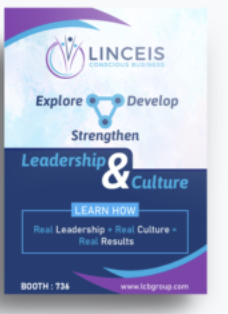 LINCEIS
CONSCIOUS BUSINESS
Explore Develop
Strengthen
Leadership
& Culture
LEARN HOW
Real Leadership + Real Culture =
Real Results
BOOTH : 736 www.lcbgroup.com